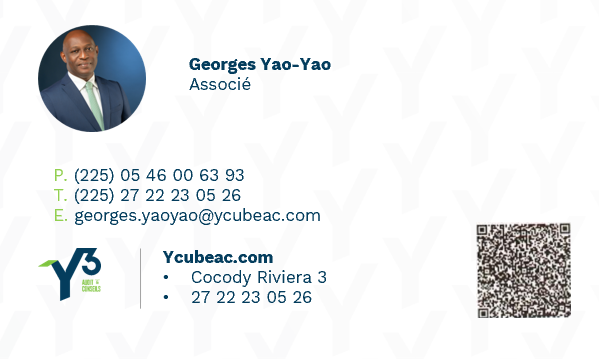 Georges Yao-Yao
Associé
P. (225) 05 46 00 63 93
T. (225) 27 22 23 05 26
E. georges.yaoyao@ycubeac.com
Y3
AUDIT &
CONSEILS
Ycubeac.com
• Cocody Riviera 3
• 27 22 23 05 26